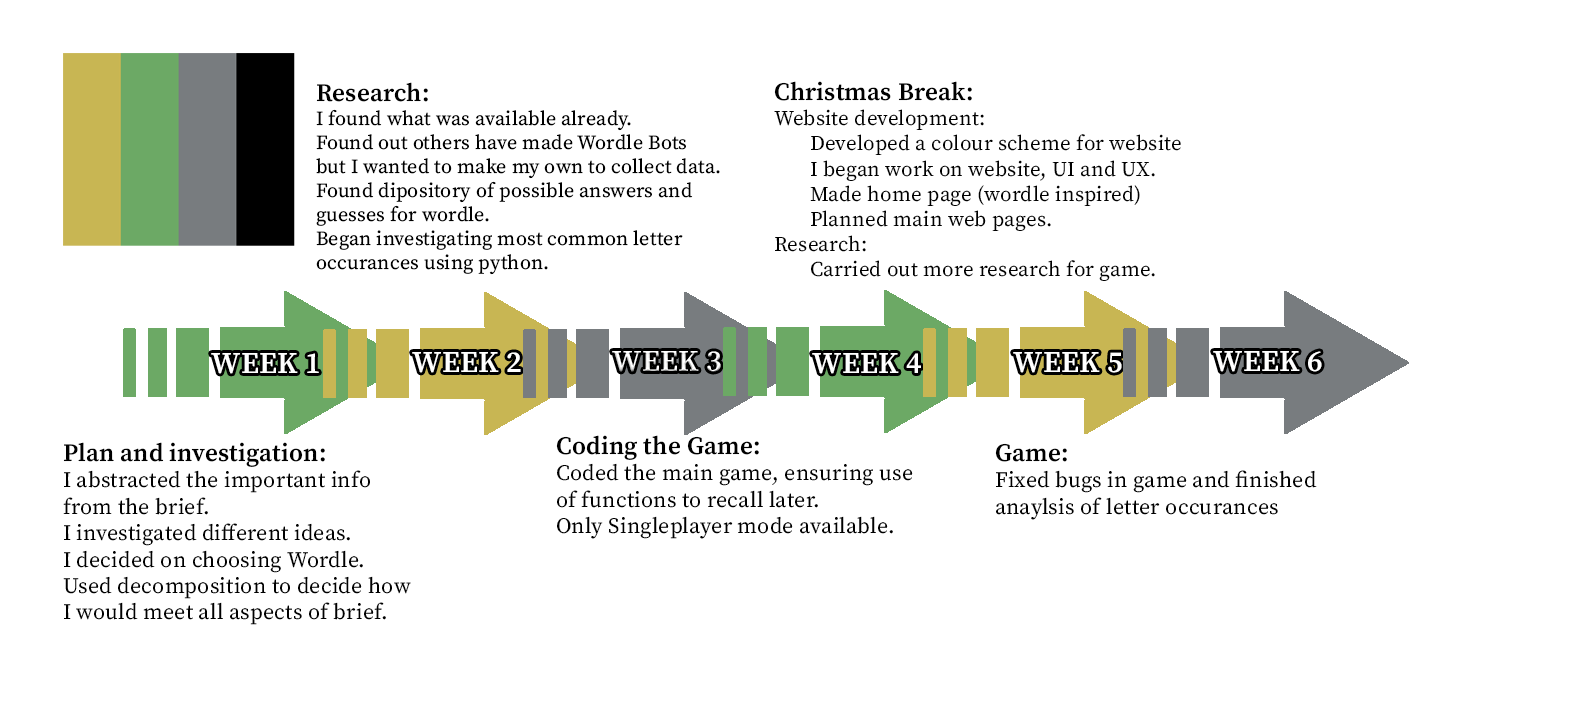 Research:
I found what was available already.
Found out others have made Wordle Bots
but I wanted to make my own to collect data.
Found dipository of possible answers and
guesses for wordle.
Began investigating most common letter
occurances using python.
Christmas Break:
Website development:
Developed a colour scheme for website
I began work on website, UI and UX.
Made home page (wordle inspired)
Planned main web pages.
Research:
Carried out more research for game.
WEEK 1
WEEK 2
WEEK 3
WEEK 4
WEEK 5
WEEK 6
Plan and investigation:
I abstracted the important info
from the brief.
I investigated different ideas.
I decided on choosing Wordle.
Used decomposition to decide how
I would meet all aspects of brief.
Coding the Game:
Coded the main game, ensuring use
of functions to recall later.
Only Singleplayer mode available.
Game:
Fixed bugs in game and finished
anaylsis of letter occurances